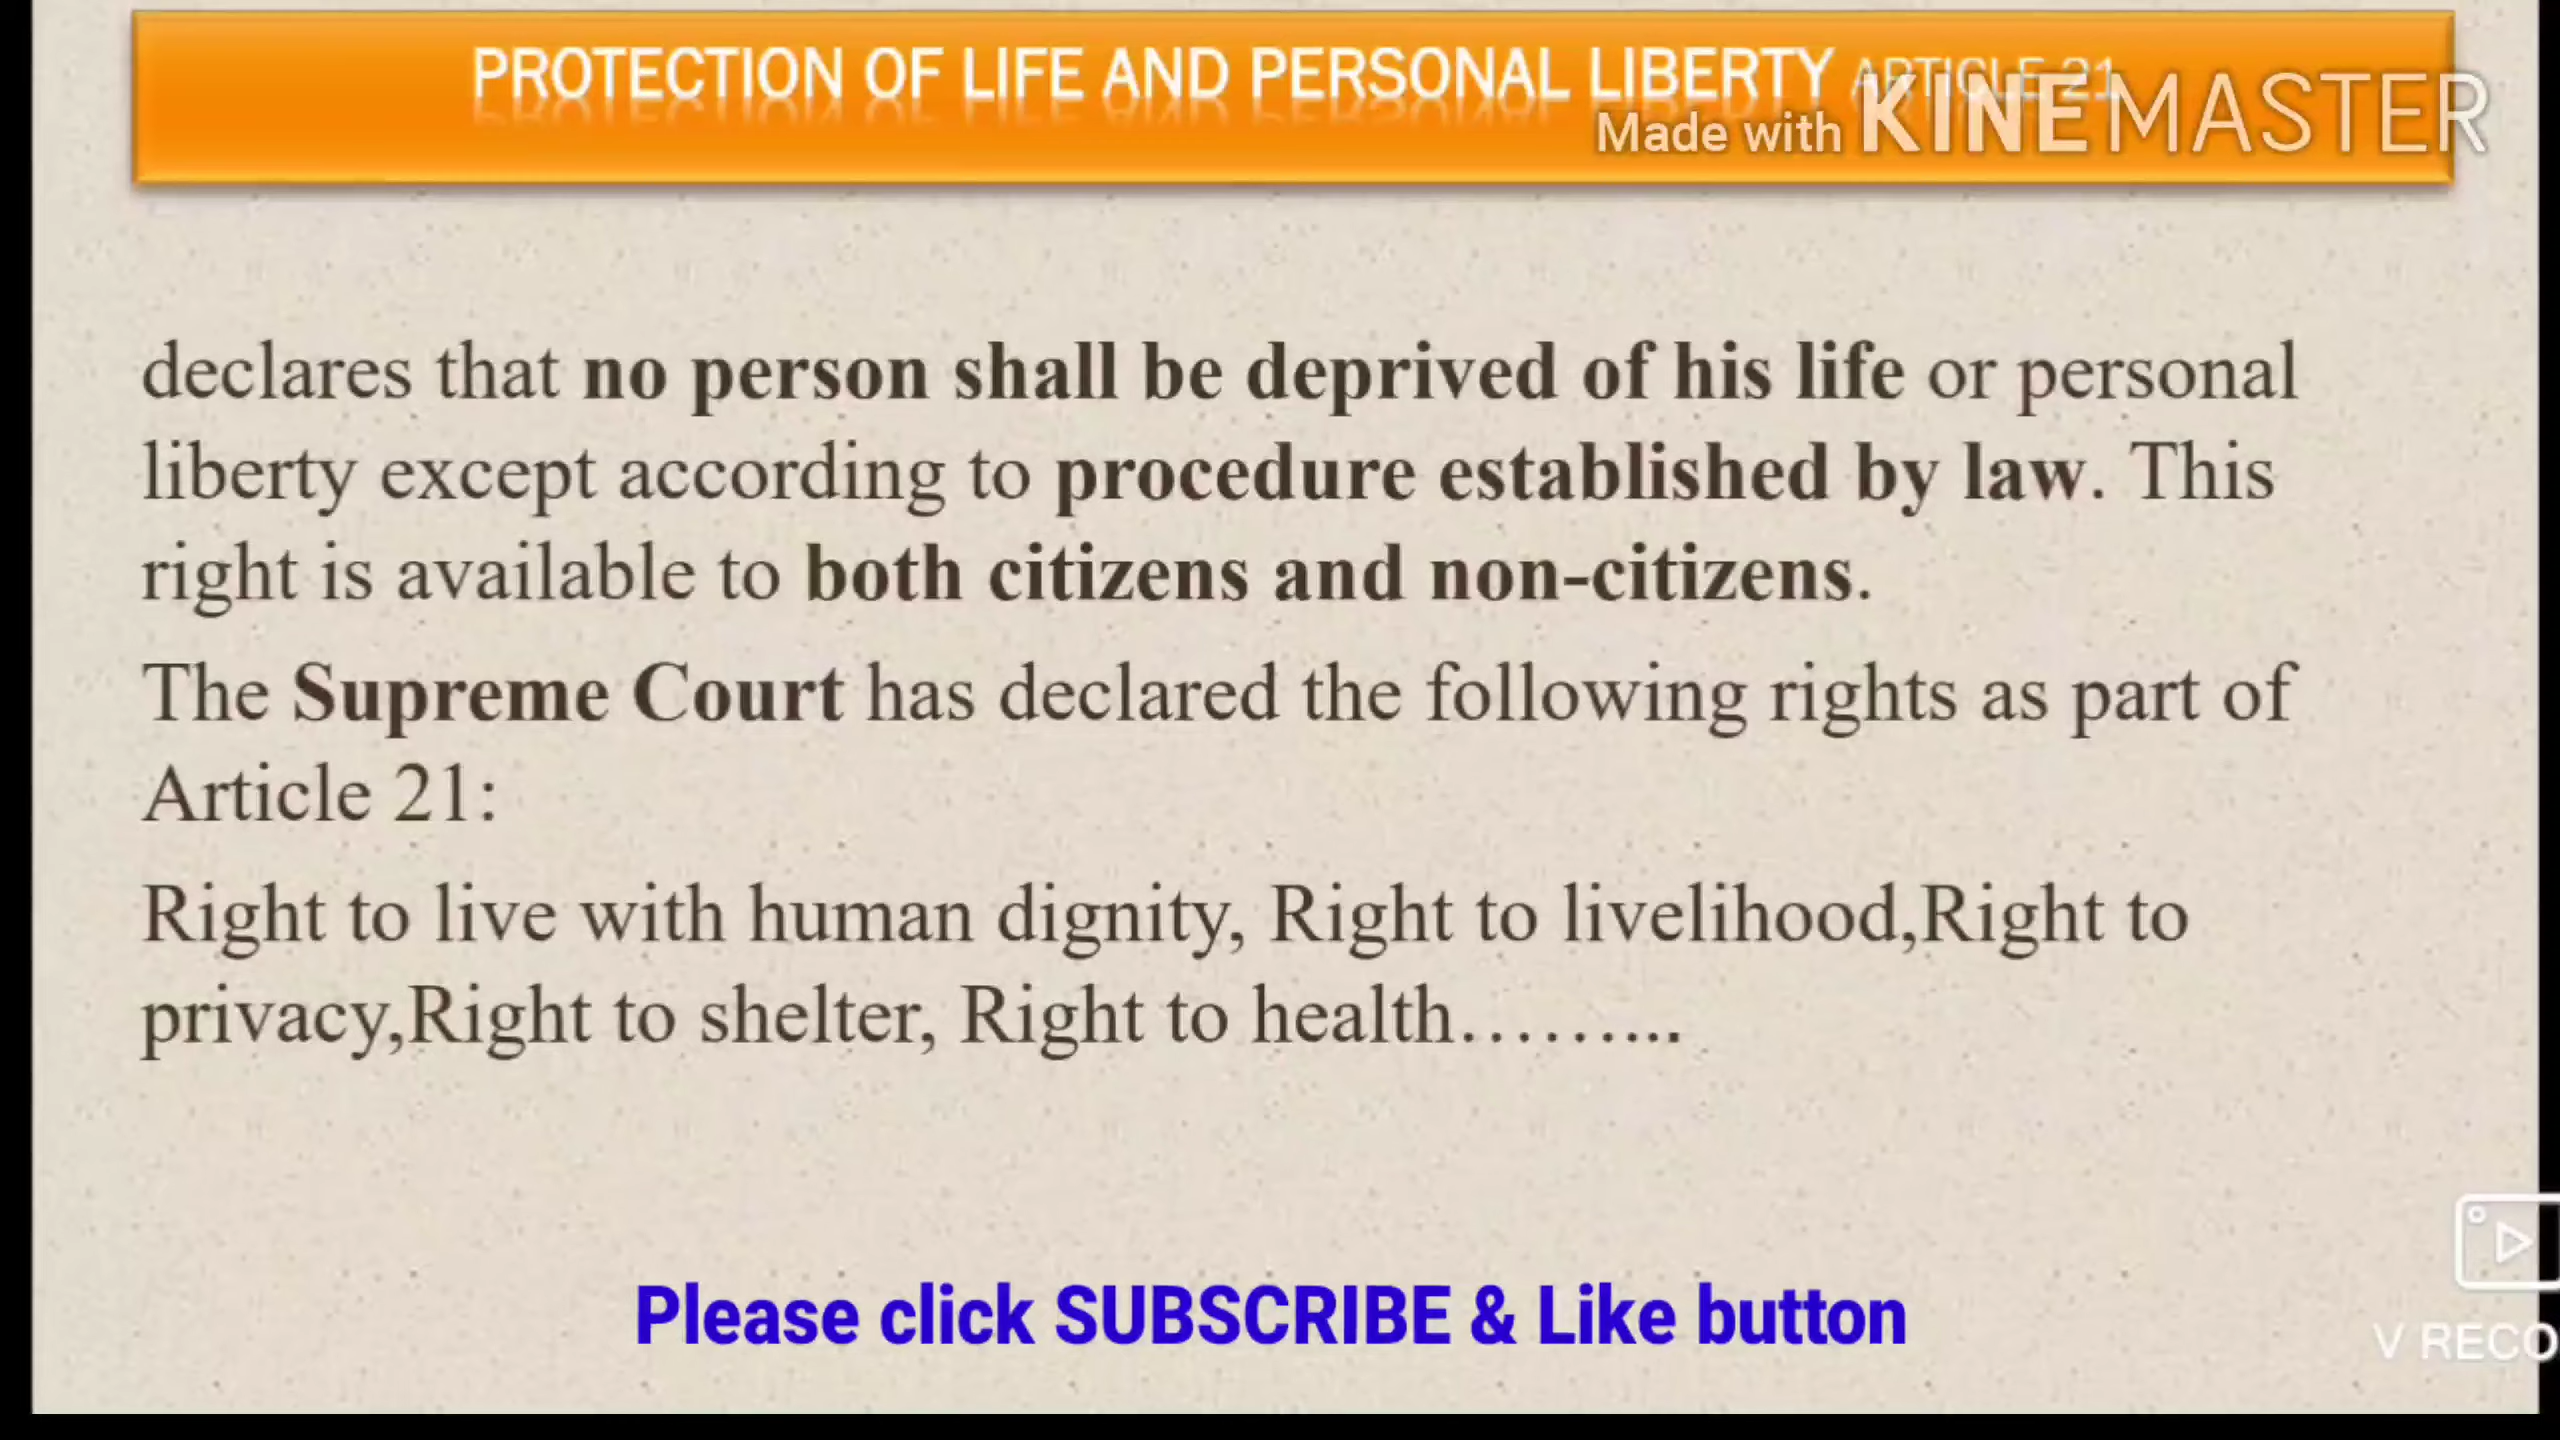 PROTECTION OF LIFE AND PERSONAL LIBERTY ARTICLE 21
Made with KINEMASTER
declares that no person shall be deprived of his life or personal
liberty except according to procedure established by law. This
right is available to both citizens and non-citizens.
The Supreme Court has declared the following rights as part of
Article 21:
Right to live with human dignity, Right to livelihood,Right to
privacy,Right to shelter, Right to health……...
Please click SUBSCRIBE & Like button
V RECO